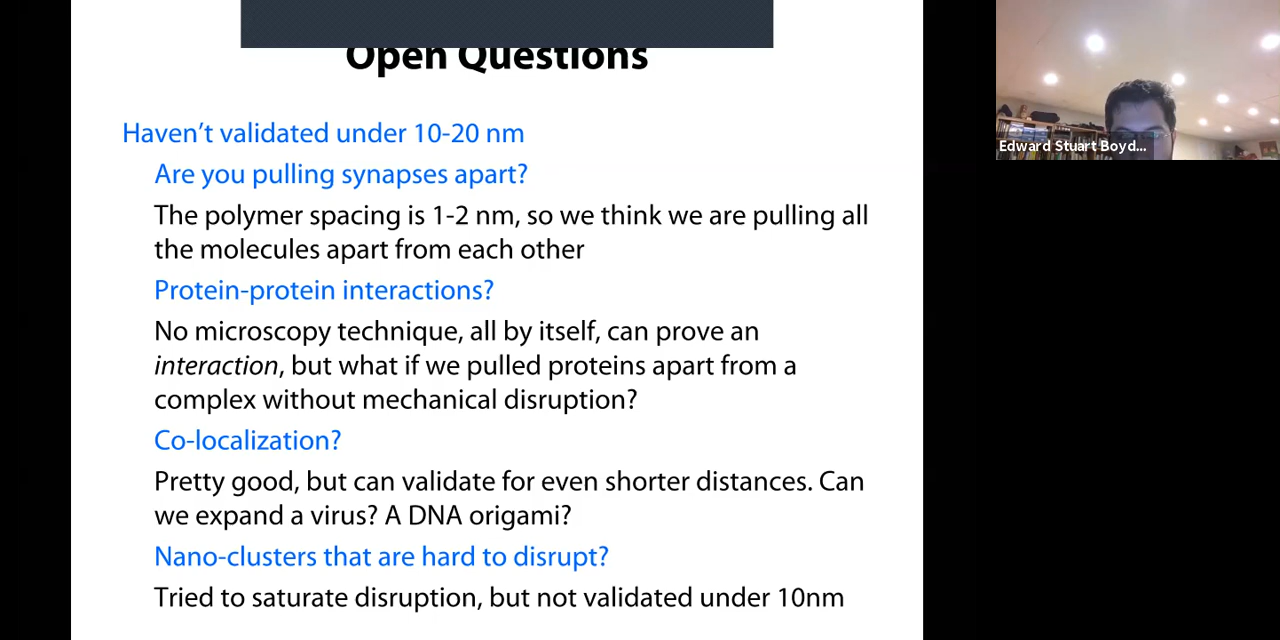 Open Questions
Haven't validated under 10-20 nm
Are you pulling synapses apart?
The polymer spacing is 1-2 nm, so we think we are pulling all
the molecules apart from each other
Protein-protein interactions?
No microscopy technique, all by itself, can prove an
interaction, but what if we pulled proteins apart from a
complex without mechanical disruption?
Co-localization?
Pretty good, but can validate for even shorter distances. Can
we expand a virus? A DNA origami?
Nano-clusters that are hard to disrupt?
Tried to saturate disruption, but not validated under 10nm
Edward Stuart Boyd...